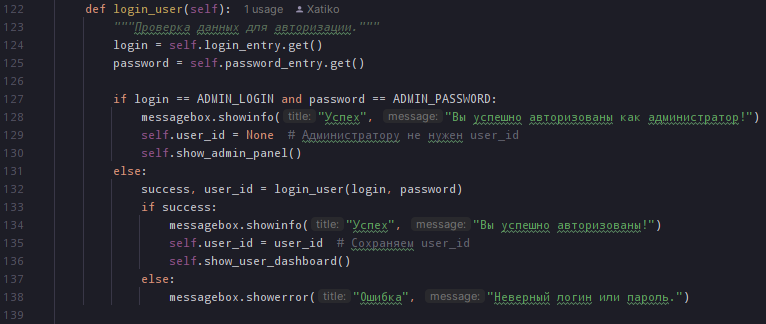 122 def login_user(self): 1 usage Xatiko
123 """Проверка данных для авторизации."""
124 login = self.login_entry.get()
125 password = self.password_entry.get()
126
127 if login == ADMIN_LOGIN and password == ADMIN_PASSWORD:
128 messagebox.showinfo( title: "Успех", message: "Вы успешно авторизованы как администратор!")
129 self.user_id = None # Администратору не нужен user_id
130 self.show_admin_panel()
131 else:
132 success, user_id = login_user(login, password)
133 if success:
134 messagebox.showinfo( title: "Успех", message: "Вы успешно авторизованы!")
135 self.user_id = user_id # Сохраняем user_id
136 self.show_user_dashboard()
137 else:
138 messagebox.showerror( title: "Ошибка", message: "Неверный логин или пароль.")
139